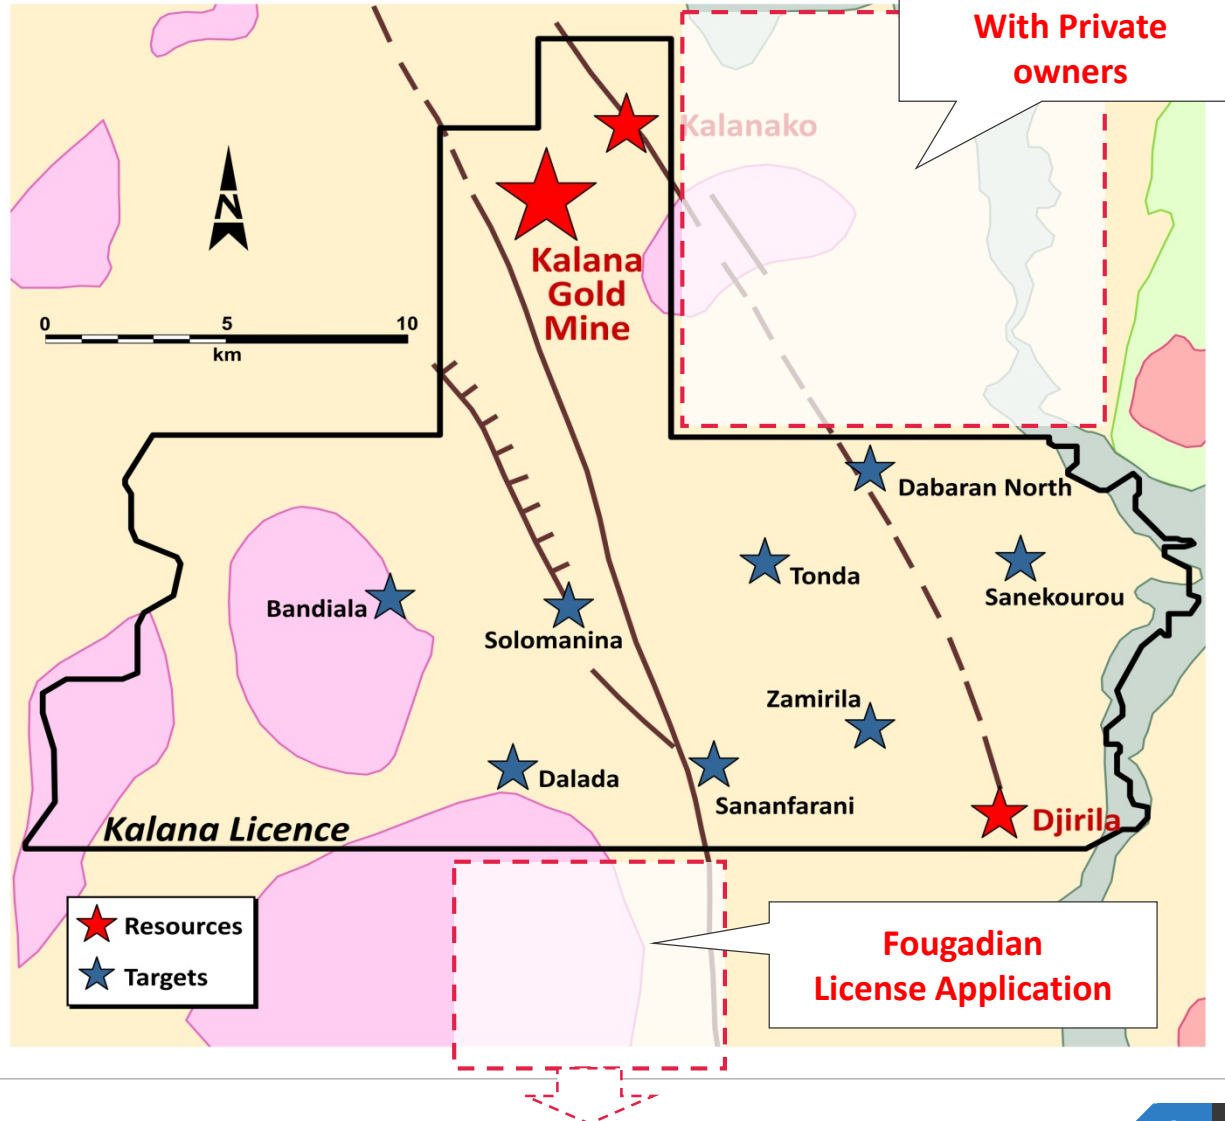 With Private
owners
Kalanako
N
Kalana
Gold
Mine
0 5 10
km
Dabaran North
Tonda
Sanekourou
Bandiala
Solomanina
Zamirila
Dalada
Sananfarani
Djirila
Kalana Licence
Resources
Targets
Fougadian
License Application